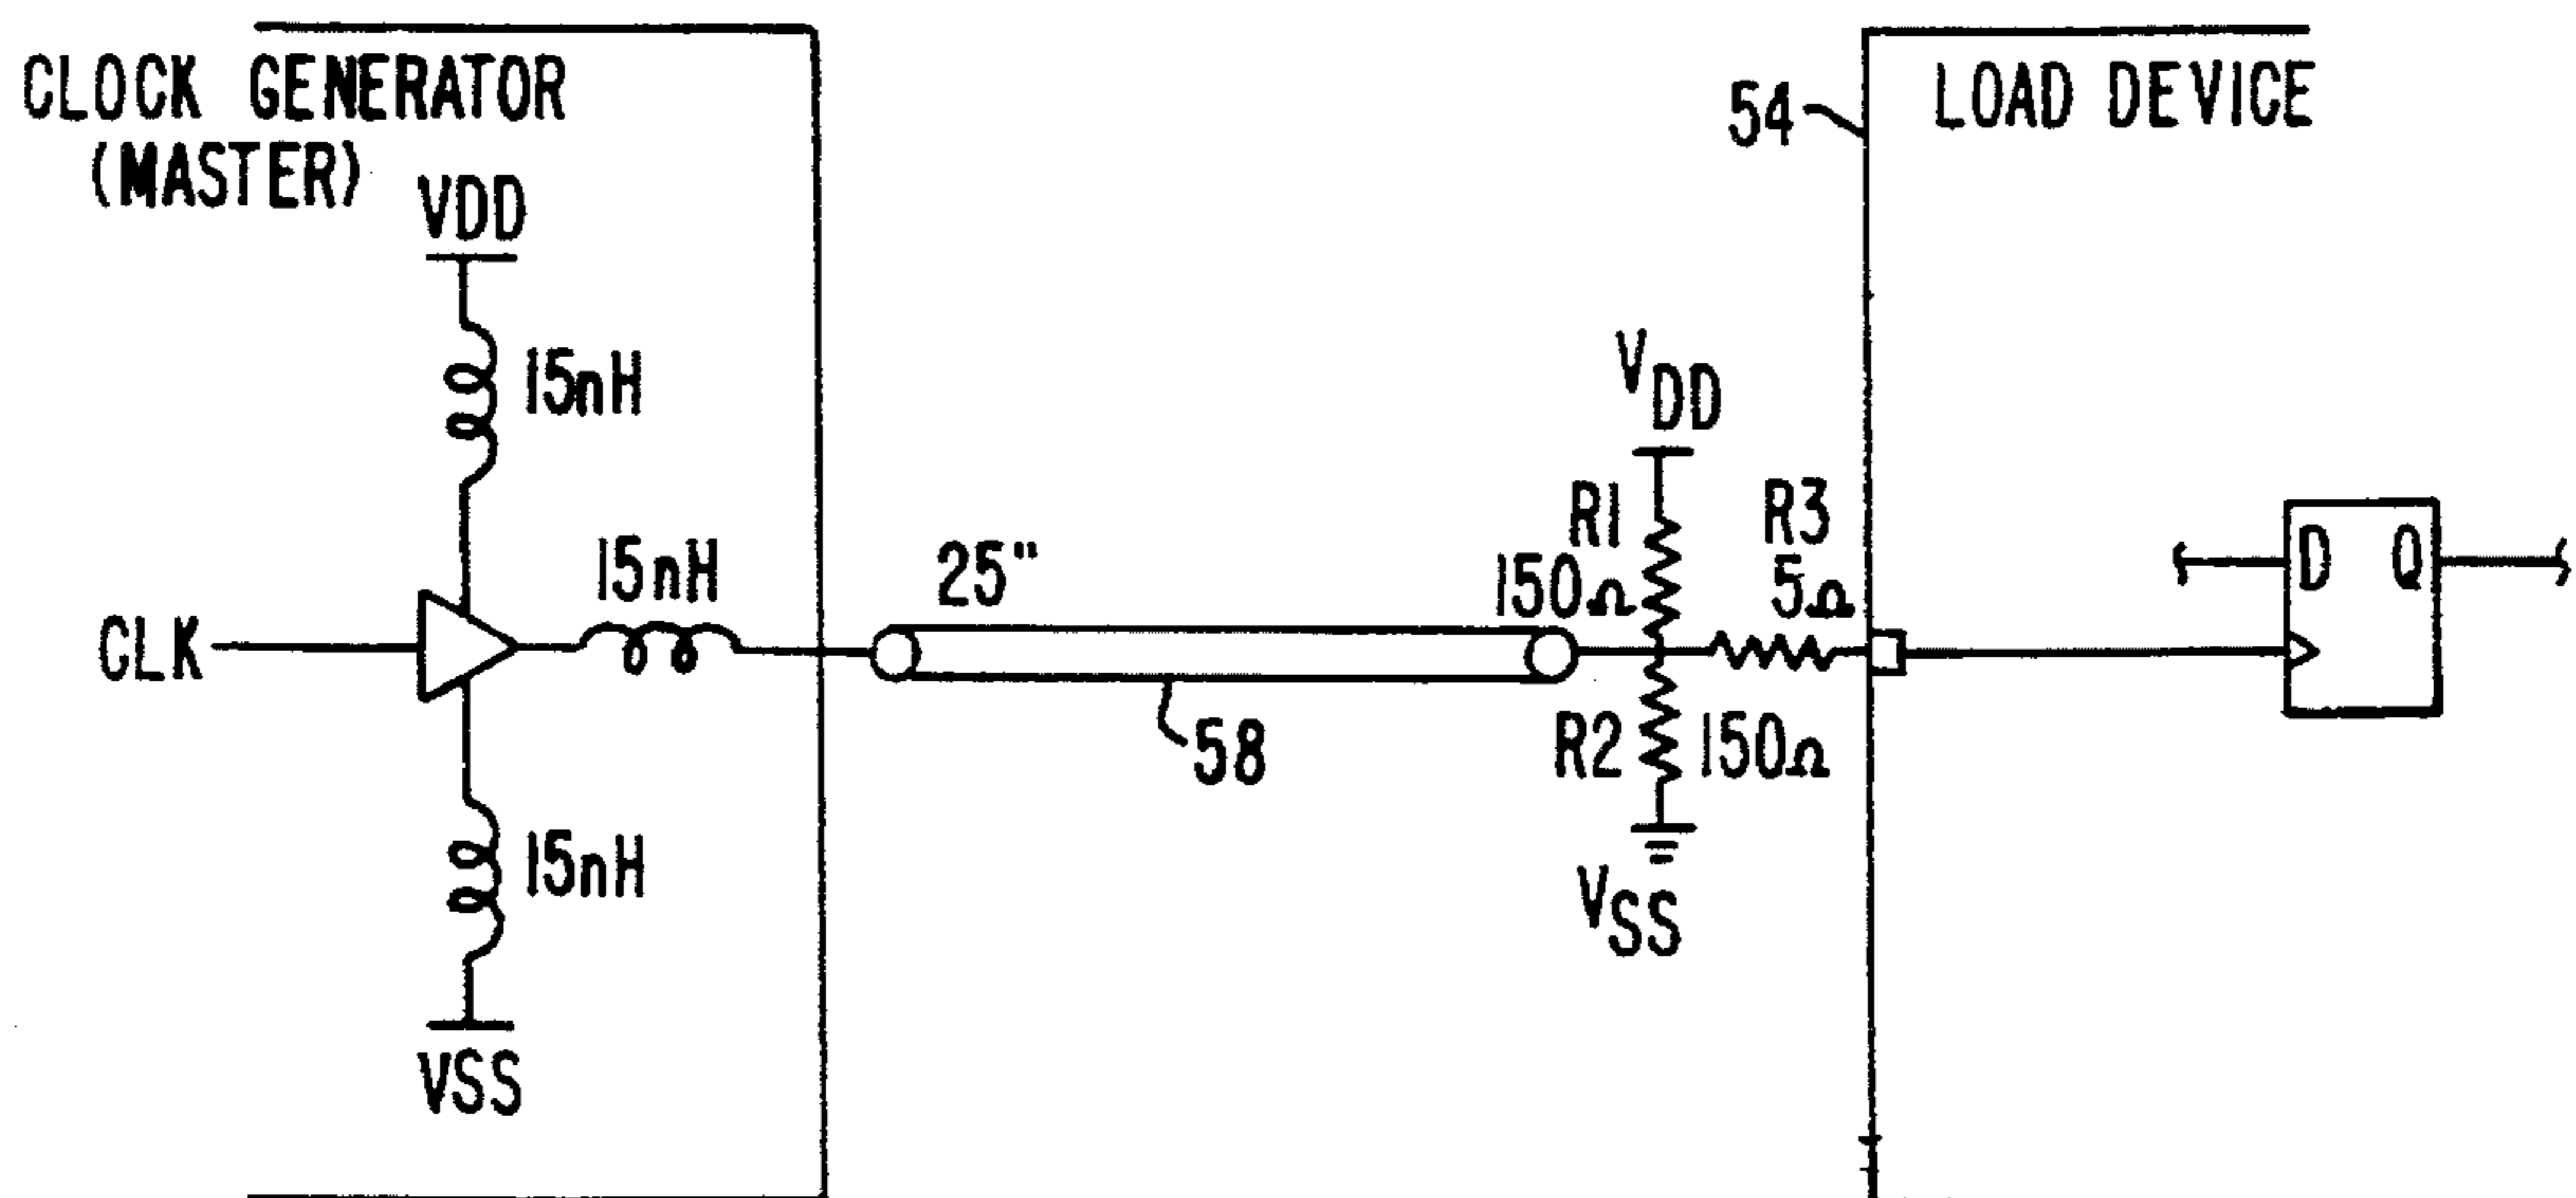 CLOCK GENERATOR
(MASTER)
VDD
15nH
15nH
CLK
15nH
VSS
25"
58
VDD
R1
150Ω
R3
5Ω
R2
150Ω
VSS
54
LOAD DEVICE
D
Q